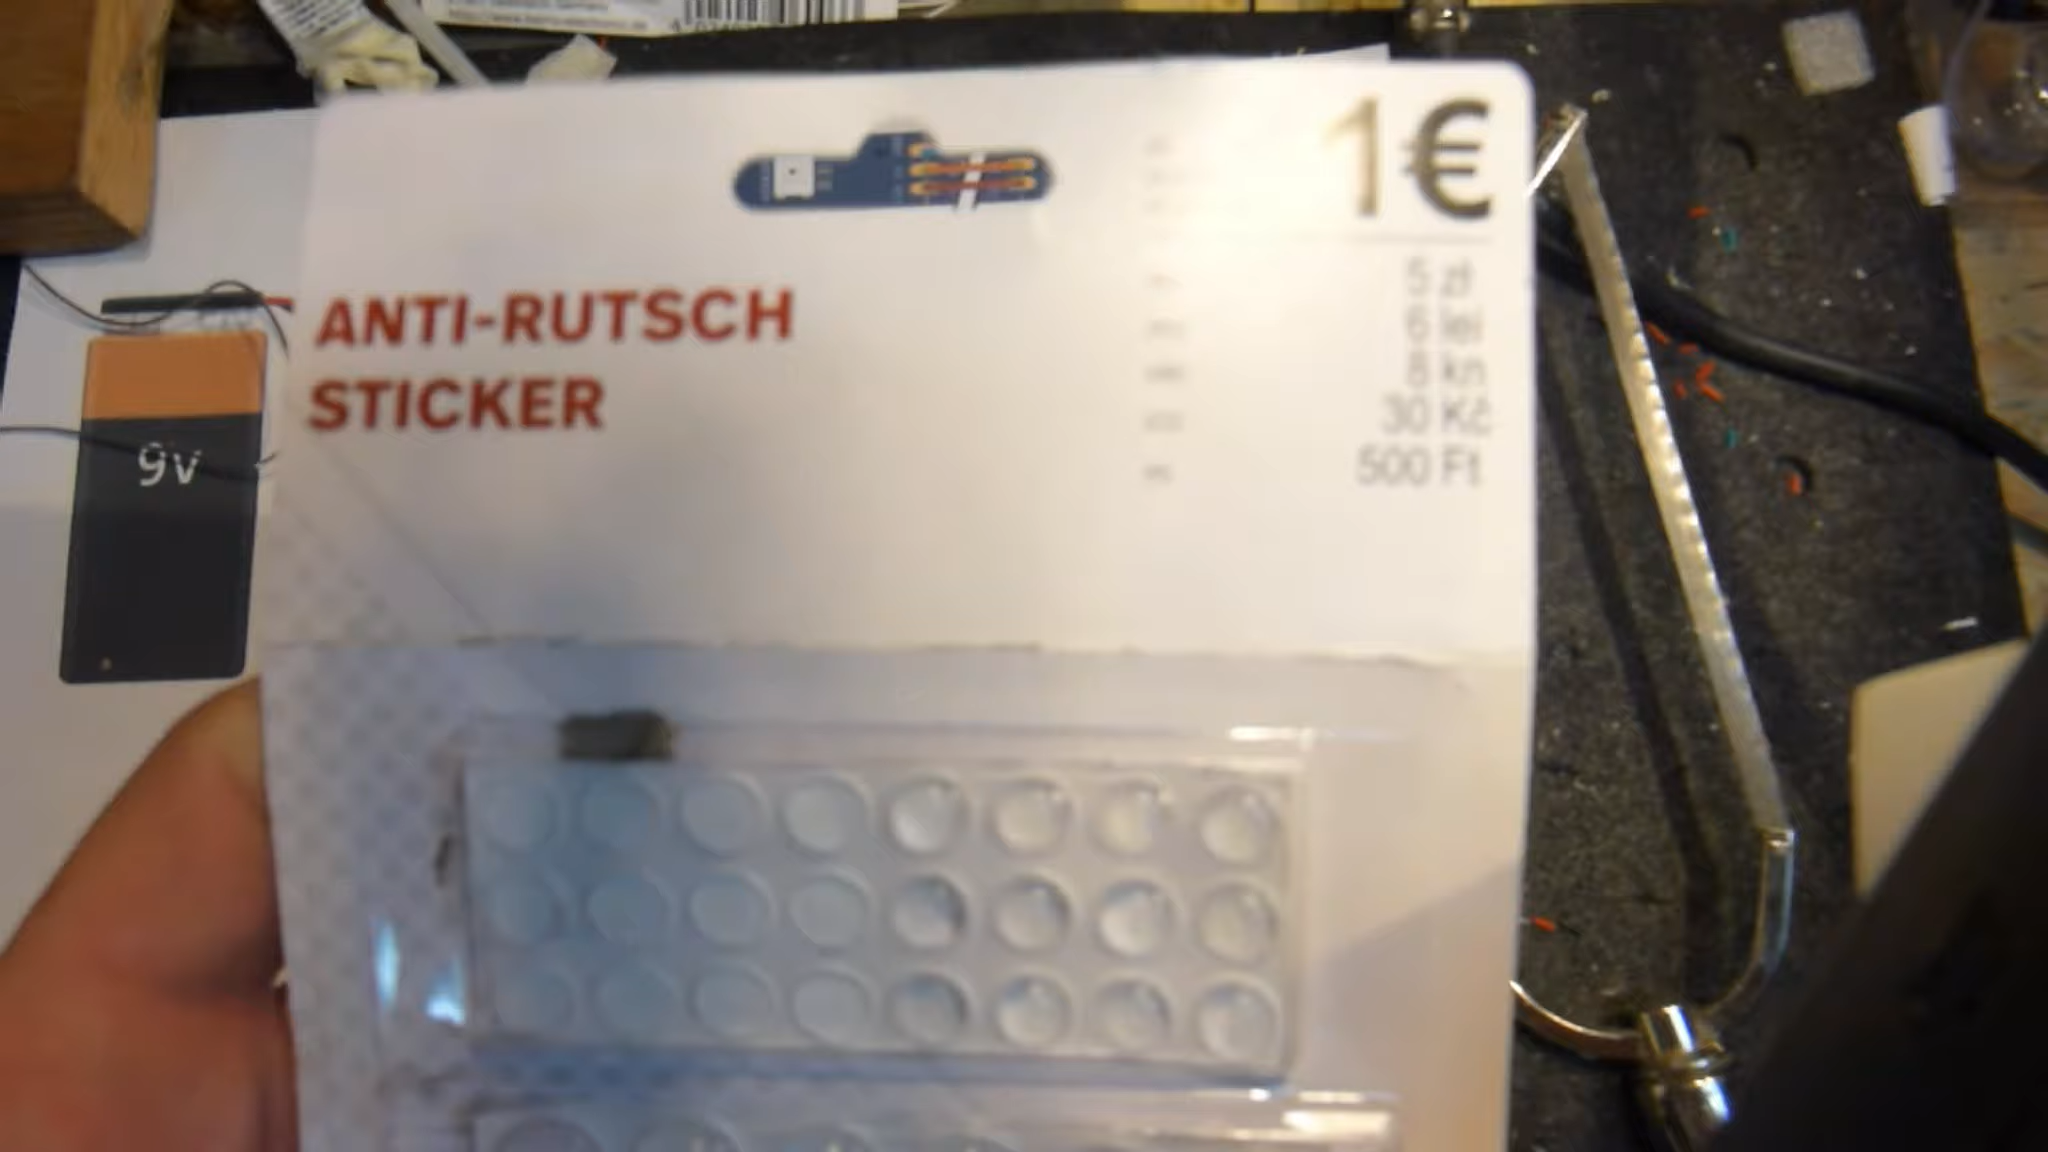 1€
ANTI-RUTSCH
STICKER
5 zł
6 lei
8 kn
30 Kč
500 Ft
9v